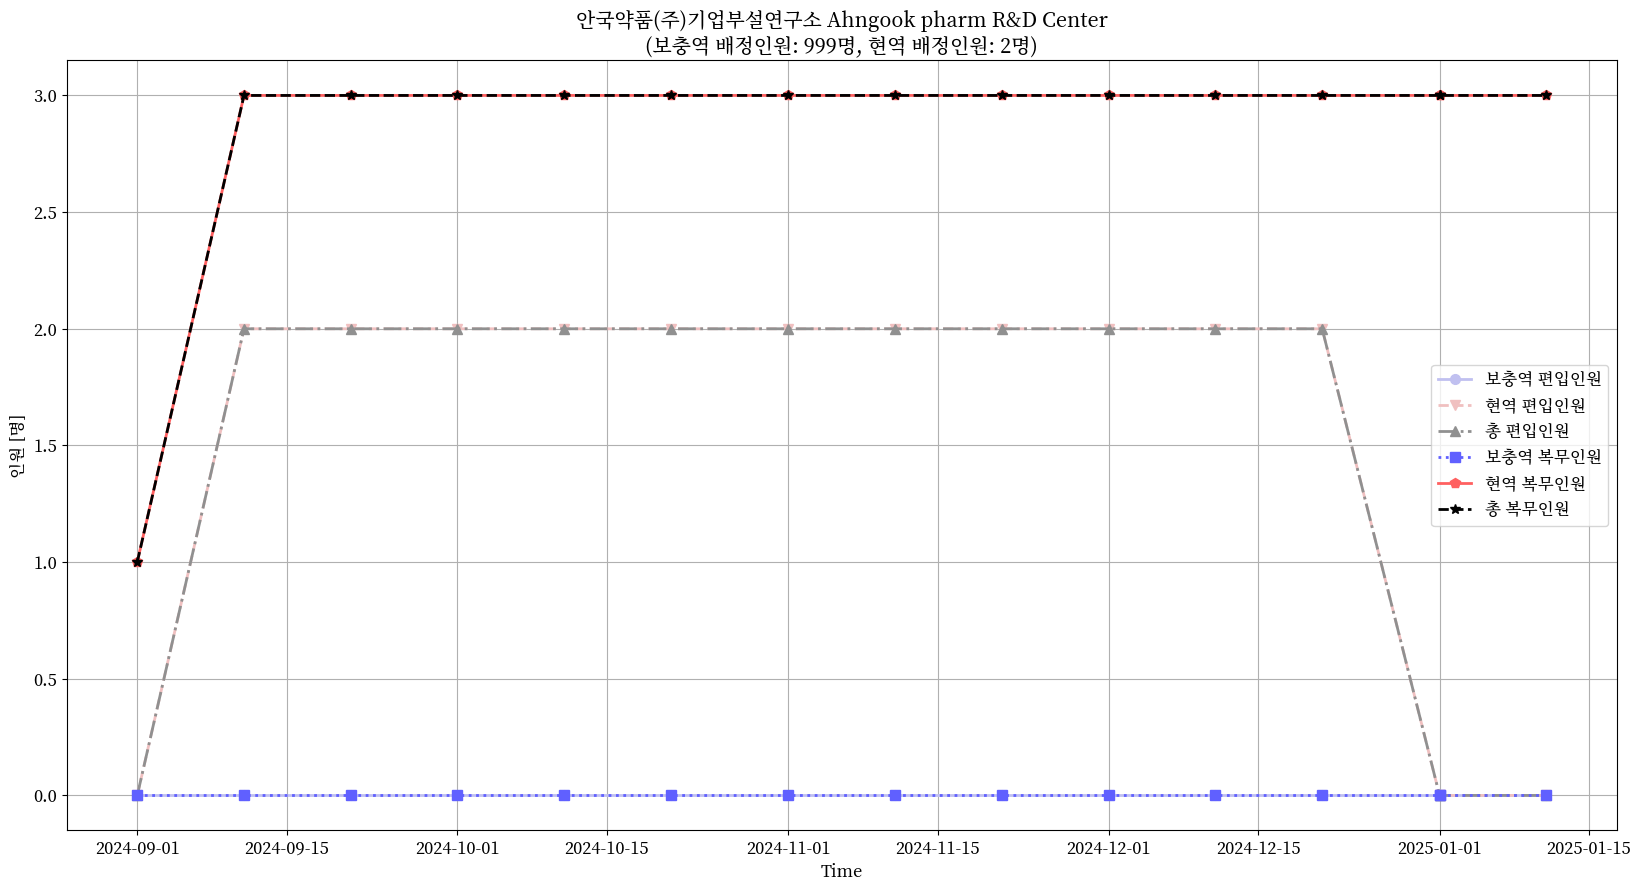 안국약품(주)기업부설연구소 Ahngook pharm R&D Center
(보충역 배정인원: 999명, 현역 배정인원: 2명)
3.0
2.5
2.0
1.5
1.0
0.5
0.0
인원 [명]
보충역 편입인원
현역 편입인원
총 편입인원
보충역 복무인원
현역 복무인원
총 복무인원
2024-09-01 2024-09-15 2024-10-01 2024-10-15 2024-11-01 2024-11-15 2024-12-01 2024-12-15 2025-01-01 2025-01-15
Time